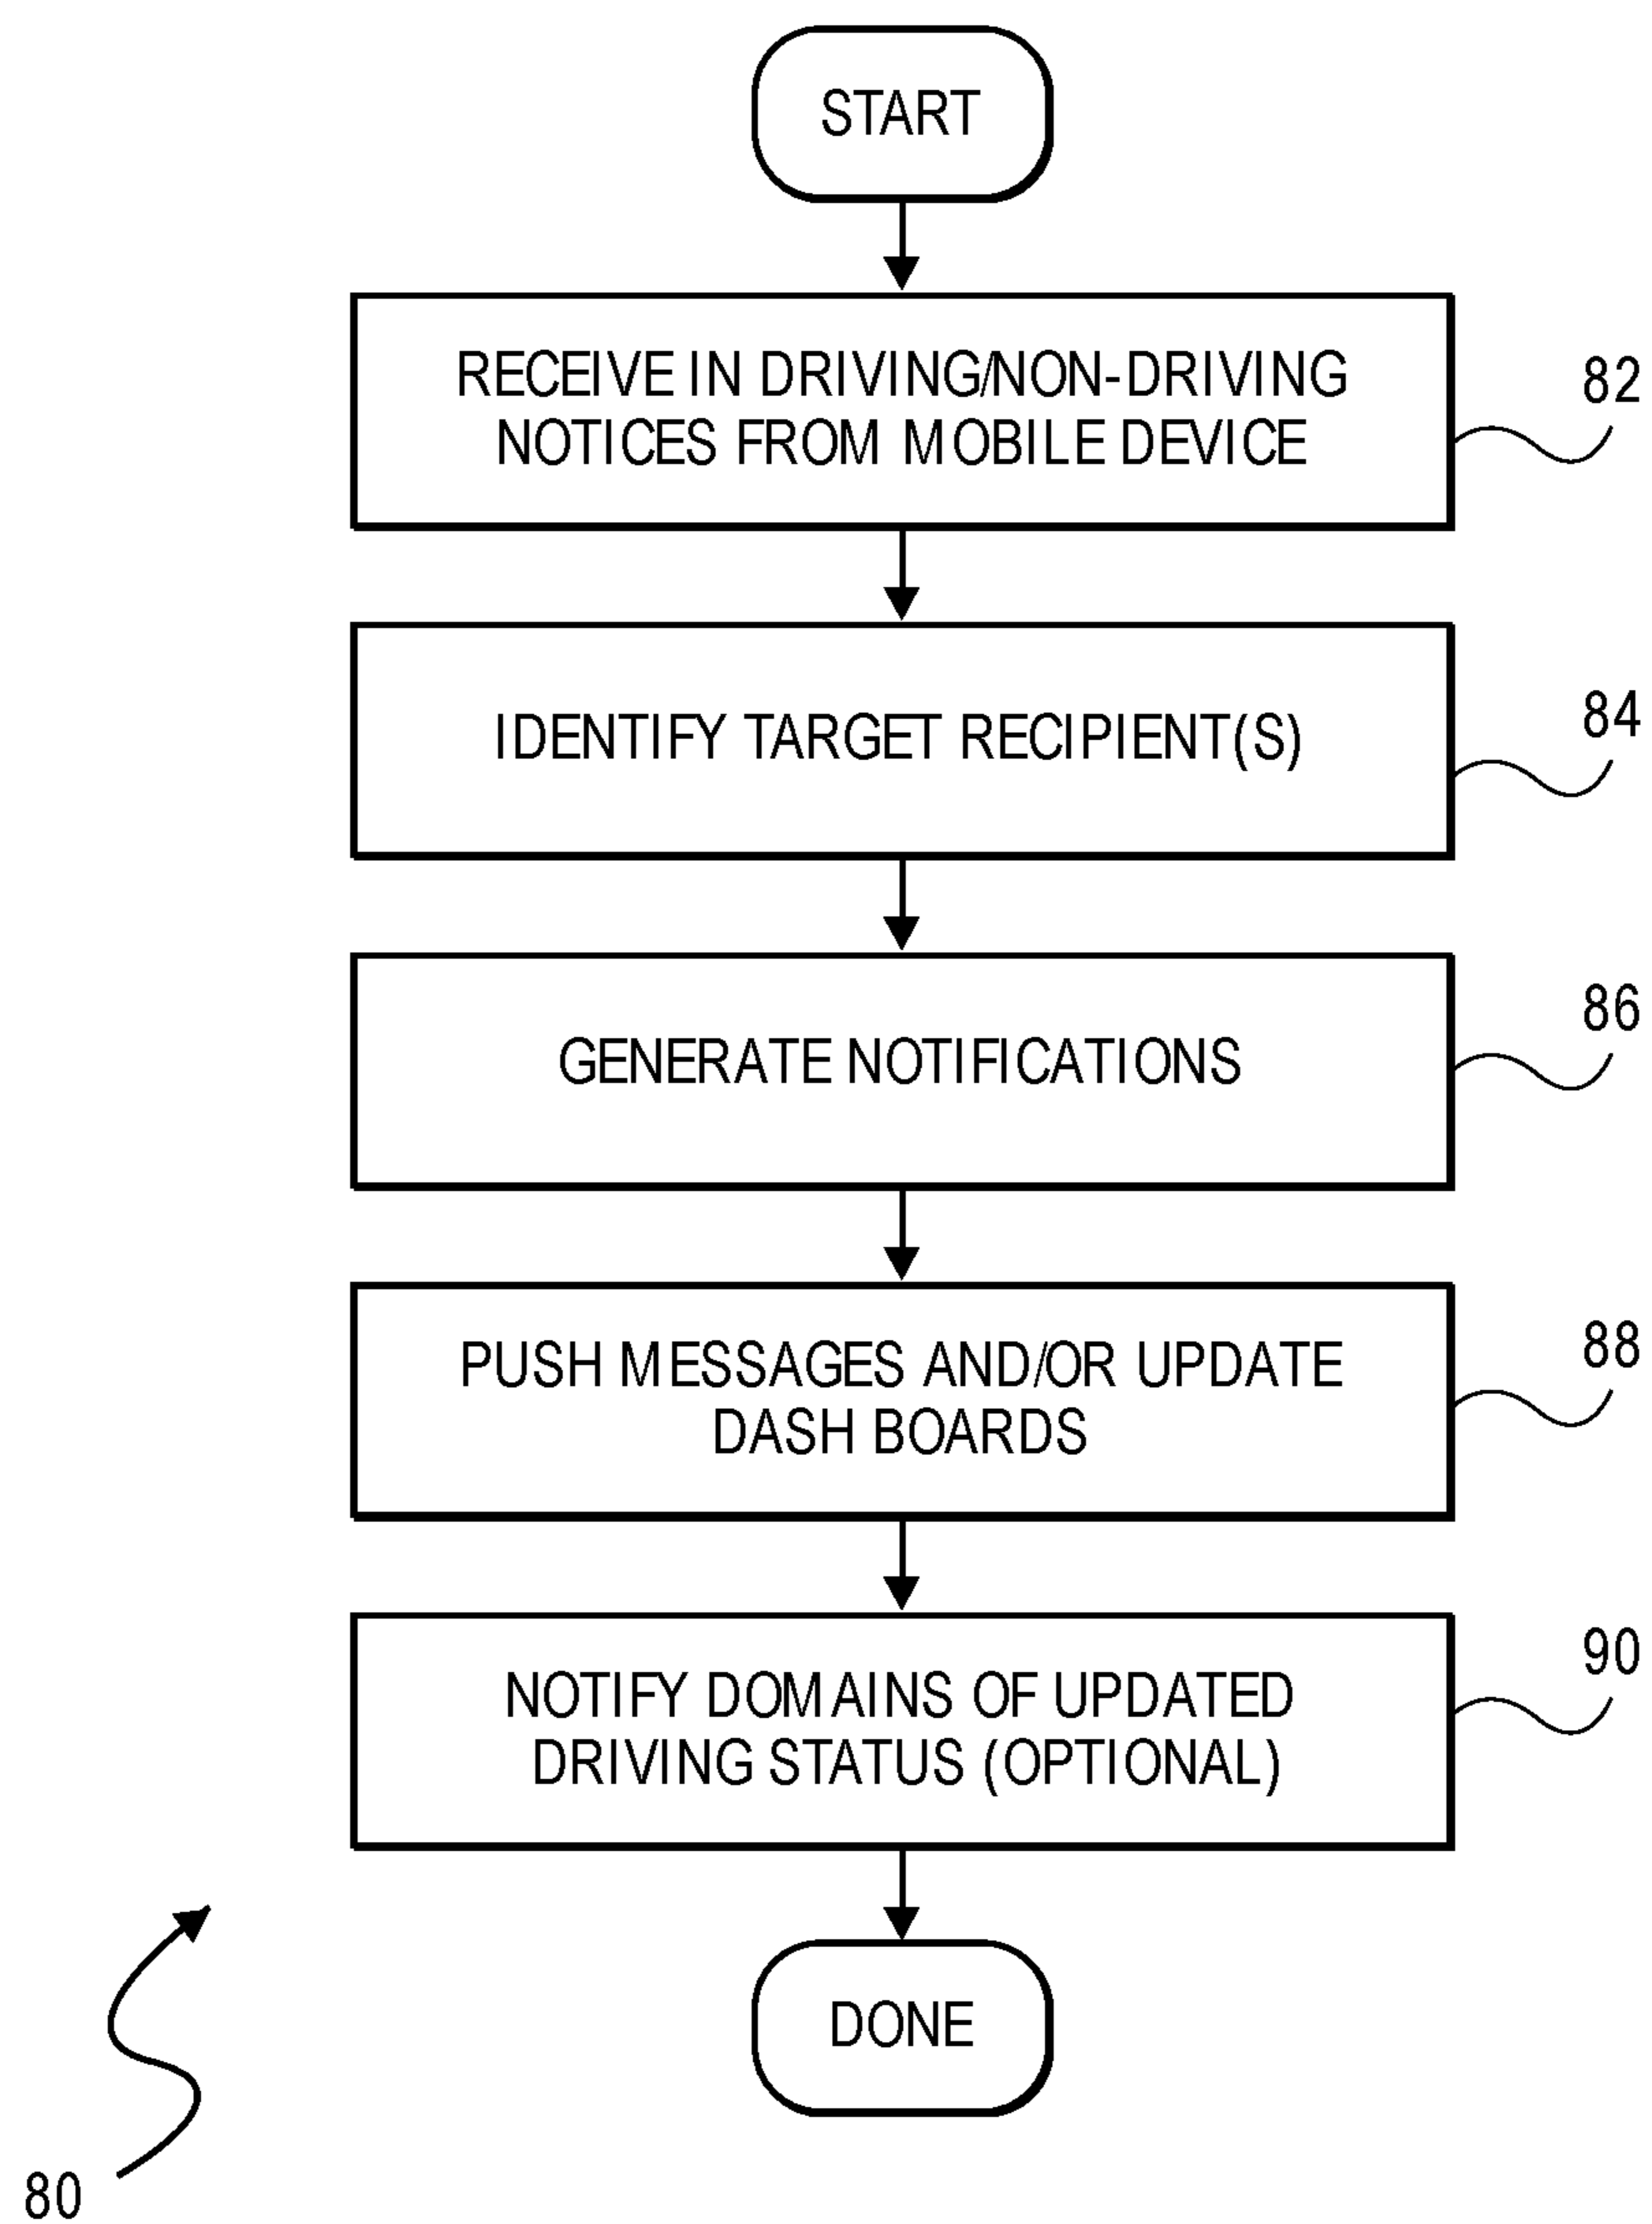 START
RECEIVE IN DRIVING/NON-DRIVING
NOTICES FROM MOBILE DEVICE
82
IDENTIFY TARGET RECIPIENT(S)
84
GENERATE NOTIFICATIONS
86
PUSH MESSAGES AND/OR UPDATE
DASH BOARDS
88
NOTIFY DOMAINS OF UPDATED
DRIVING STATUS (OPTIONAL)
90
DONE
80